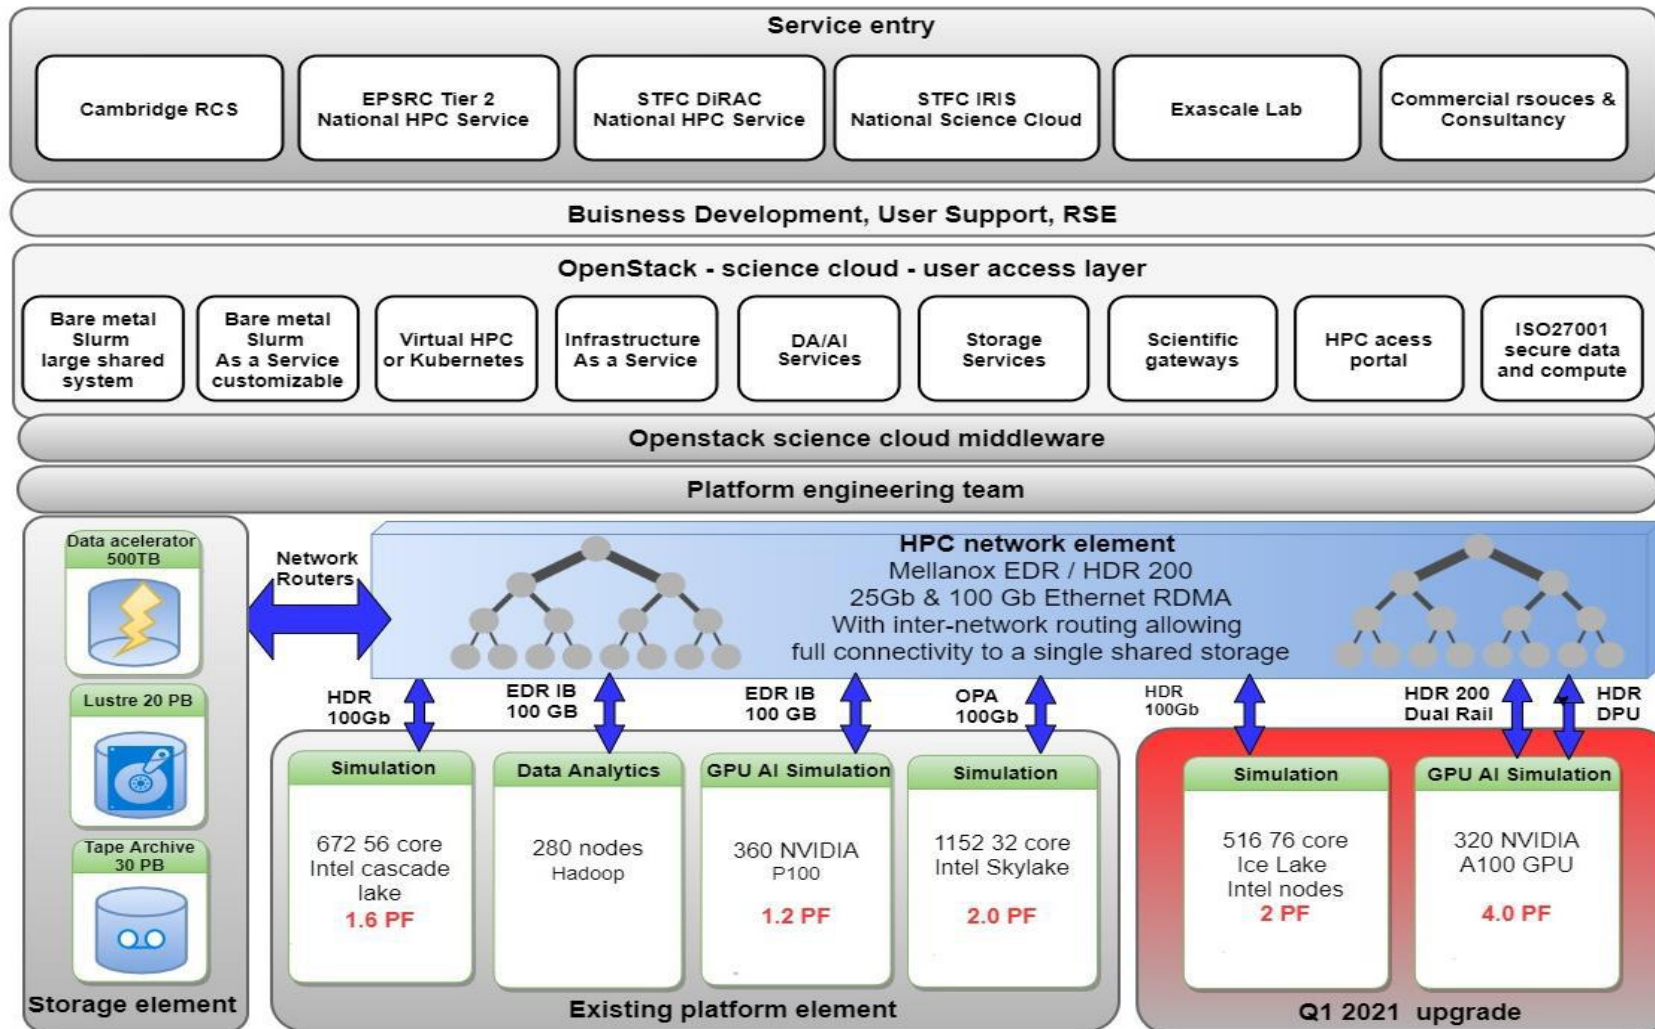 Service entry
Cambridge RCS
EPSRC Tier 2
National HPC Service
STFC DiRAC
National HPC Service
STFC IRIS
National Science Cloud
Exascale Lab
Commercial rsouces &
Consultancy
Buisness Development, User Support, RSE
OpenStack - science cloud - user access layer
Bare metal
Slurm
large shared
system
Bare metal
Slurm
As a Service
customizable
Virtual HPC
or Kubernetes
Infrastructure
As a Service
DA/AI
Services
Storage
Services
Scientific
gateways
HPC acess
portal
ISO27001
secure data
and compute
Openstack science cloud middleware
Platform engineering team
Data acelerator
500TB
Lustre 20 PB
Tape Archive
30 PB
Storage element
Network
Routers
HPC network element
Mellanox EDR / HDR 200
25Gb & 100 Gb Ethernet RDMA
With inter-network routing allowing
full connectivity to a single shared storage
HDR
100Gb
EDR IB
100 GB
EDR IB
100 GB
OPA
100Gb
HDR
100Gb
HDR 200
Dual Rail
HDR
DPU
Simulation
672 56 core
Intel cascade
lake
1.6 PF
Data Analytics
280 nodes
Hadoop
GPU AI Simulation
360 NVIDIA
P100
1.2 PF
Simulation
1152 32 core
Intel Skylake
2.0 PF
Existing platform element
Simulation
516 76 core
Ice Lake
Intel nodes
2 PF
GPU AI Simulation
320 NVIDIA
A100 GPU
4.0 PF
Q1 2021 upgrade